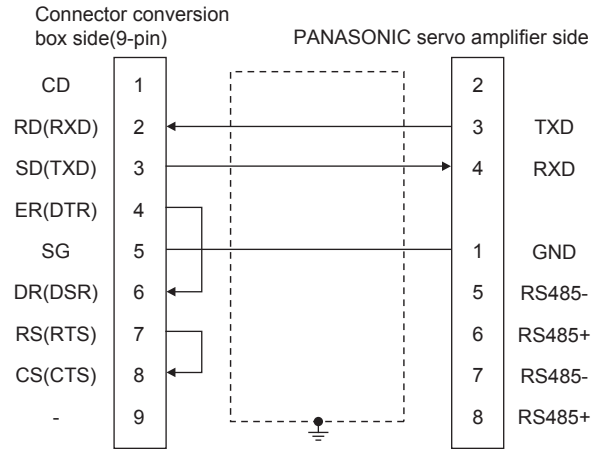 Connector conversion
box side(9-pin)
PANASONIC servo amplifier side
CD 1 2
RD(RXD) 2 3 TXD
SD(TXD) 3 4 RXD
ER(DTR) 4
SG 5 1 GND
DR(DSR) 6 5 RS485-
RS(RTS) 7 6 RS485+
CS(CTS) 8 7 RS485-
- 9 8 RS485+